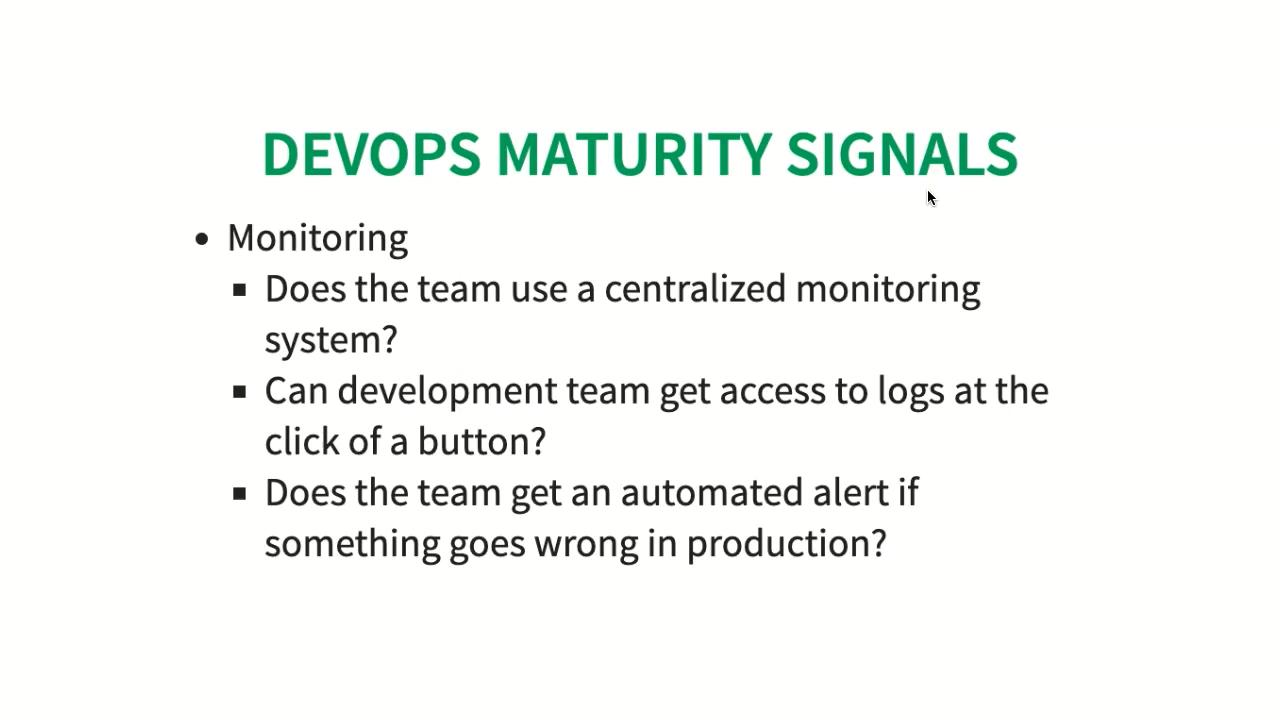 DEVOPS MATURITY SIGNALS
• Monitoring
▪ Does the team use a centralized monitoring
system?
▪ Can development team get access to logs at the
click of a button?
▪ Does the team get an automated alert if
something goes wrong in production?